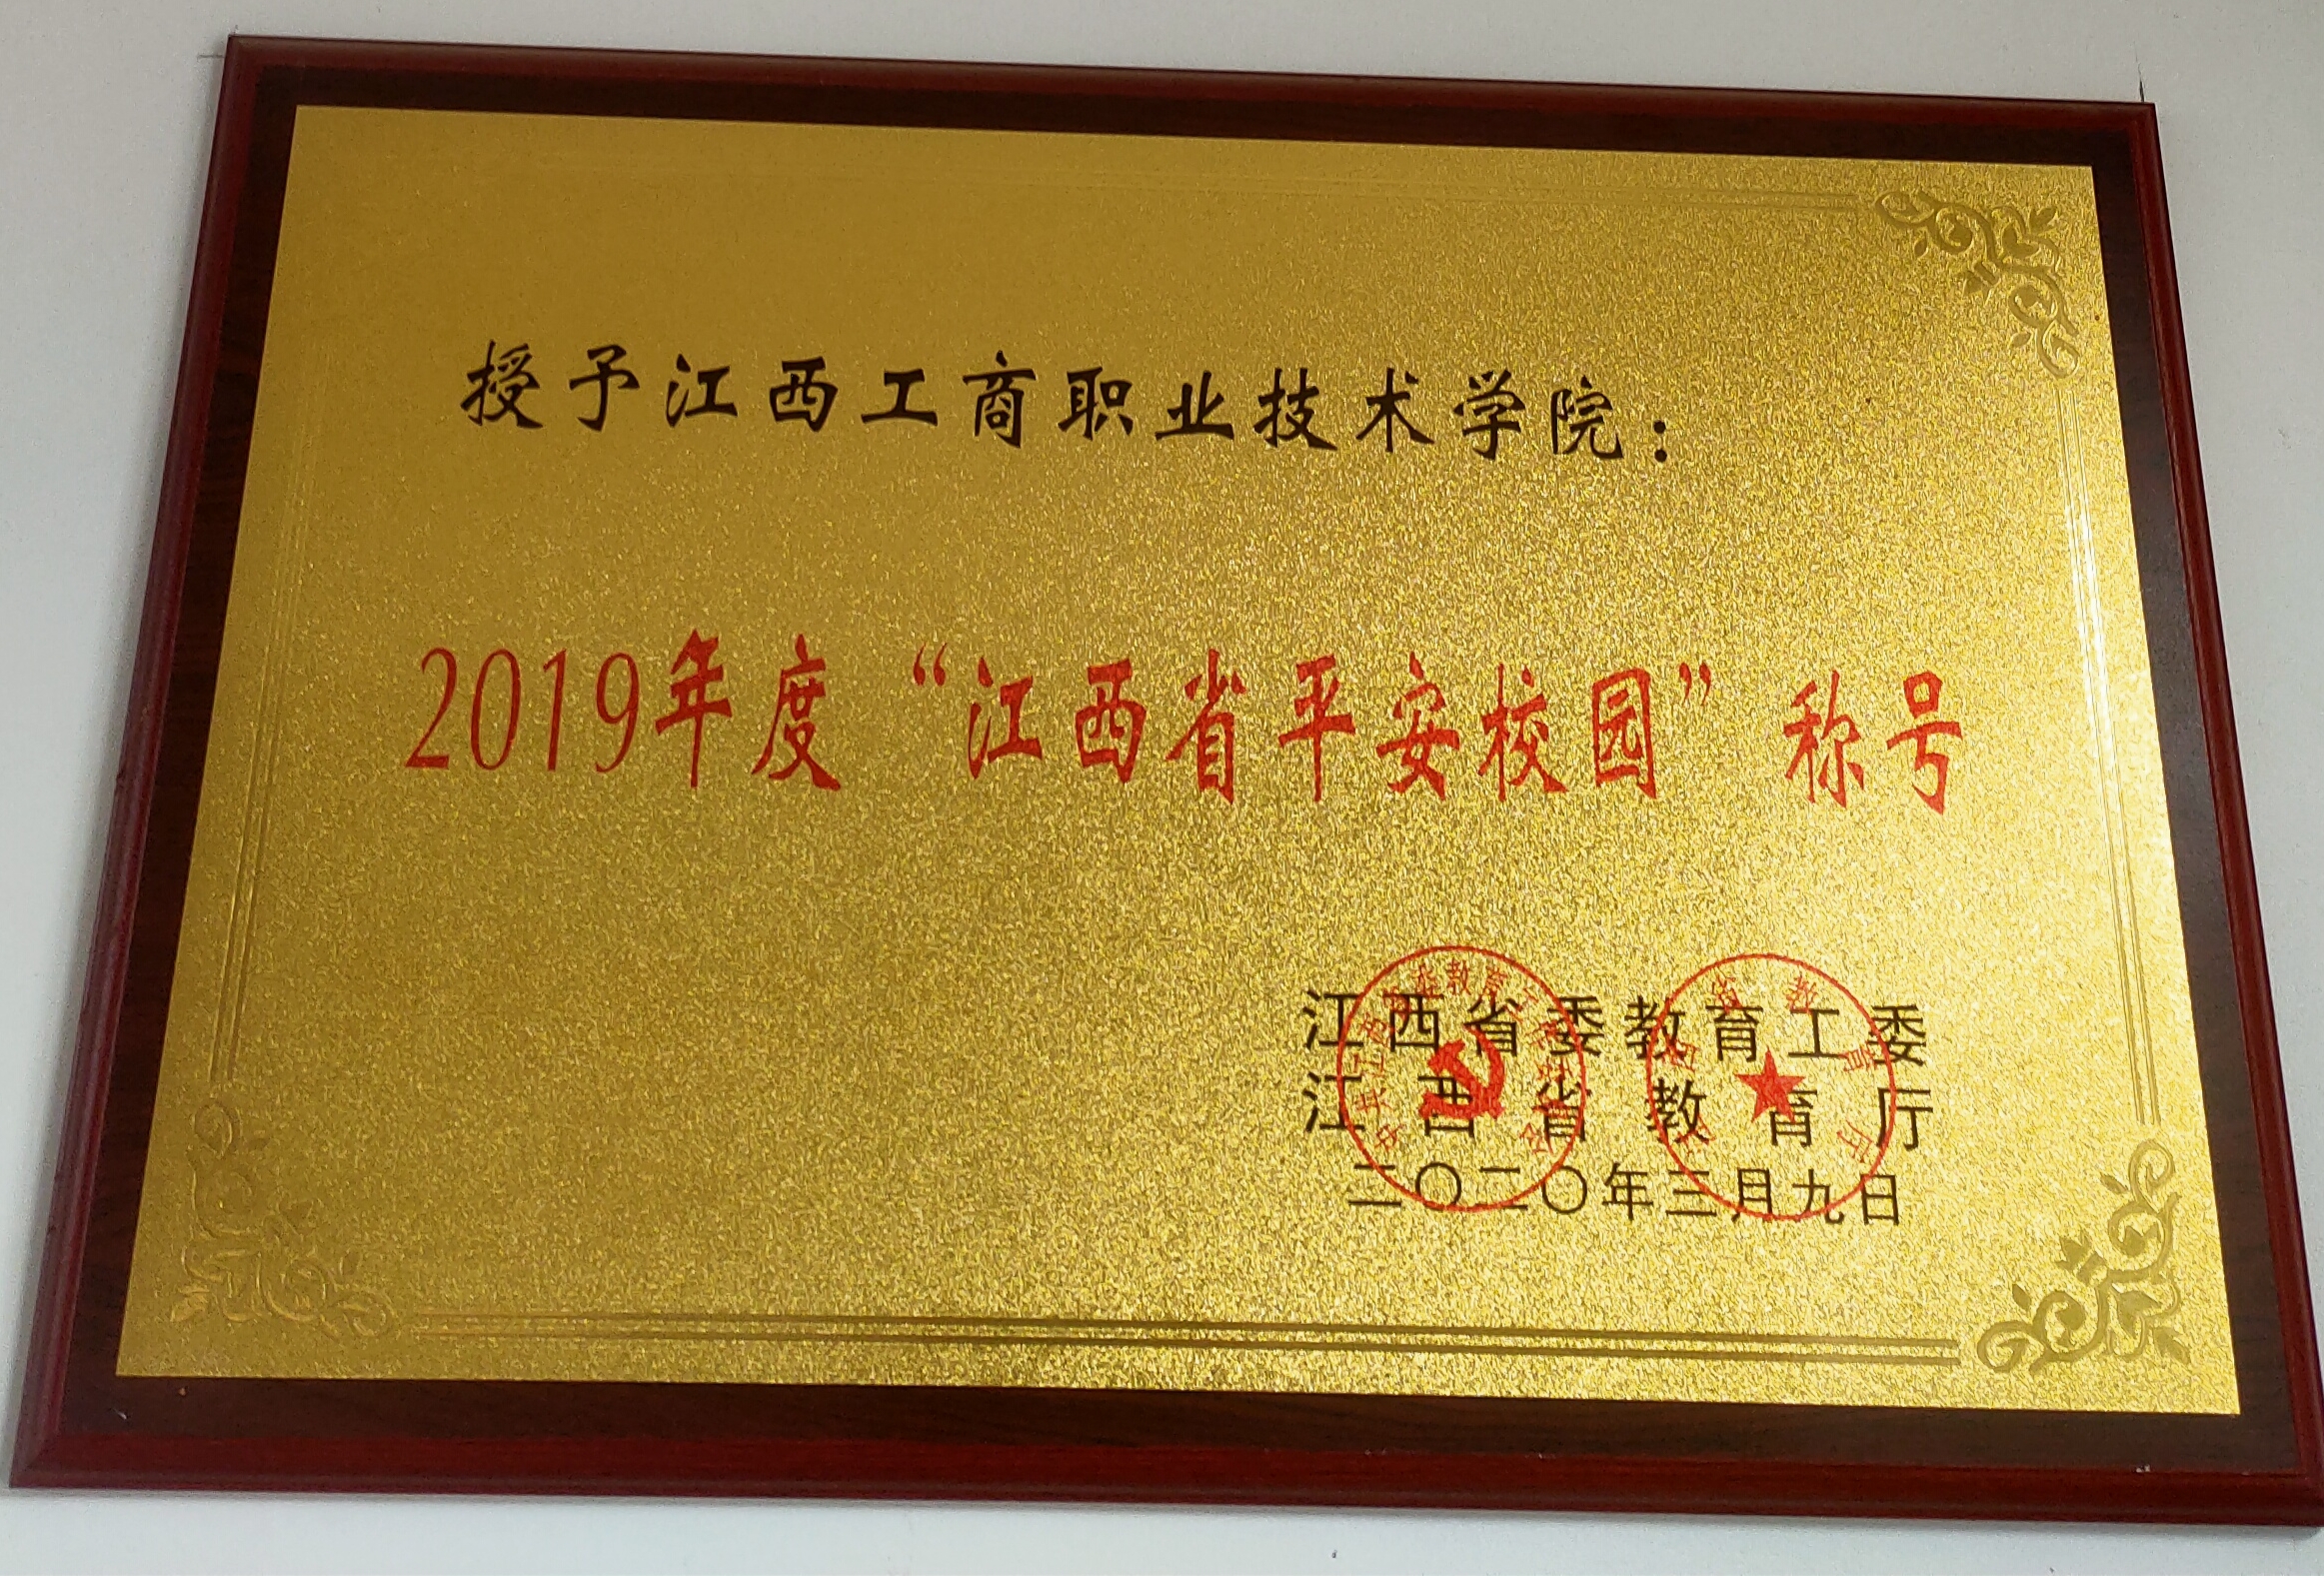 授予江西工商职业技术学院：
2019年度“江西省平安校园”称号
江西省委教育工委
江西省教育厅
二〇二〇年三月九日